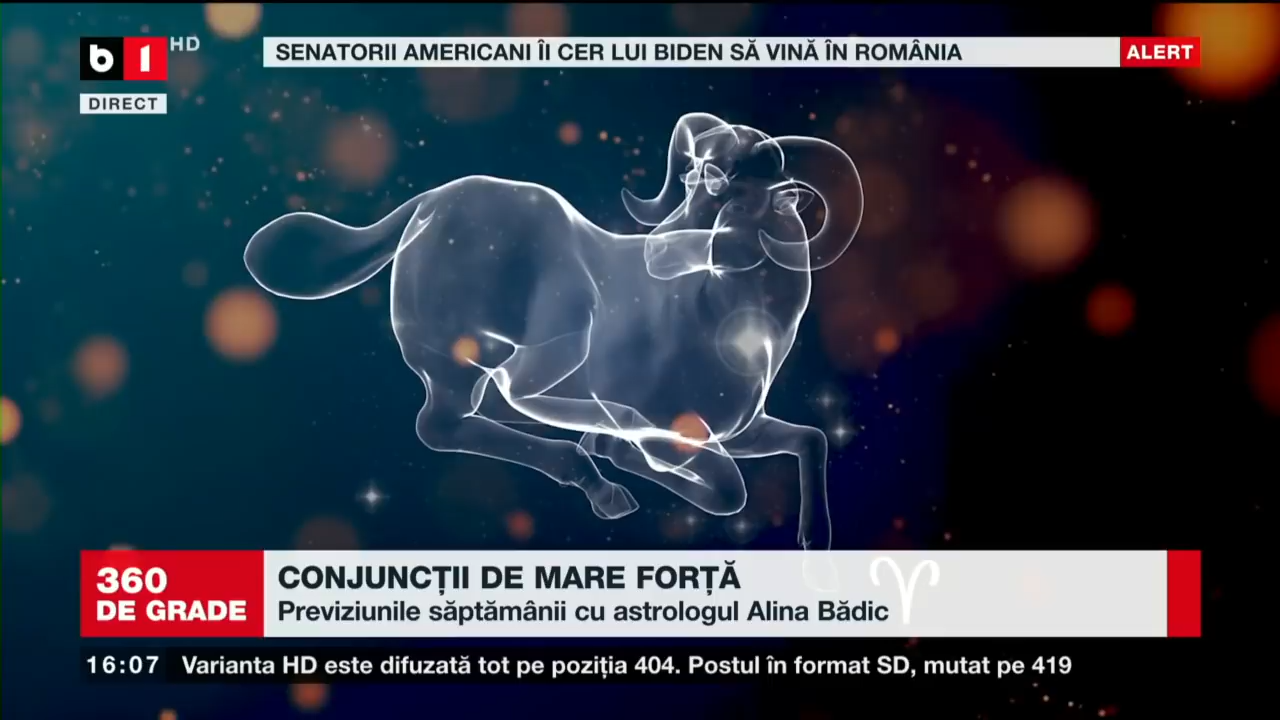 b1 HD
SENATORII AMERICANI ÎI CER LUI BIDEN SĂ VINĂ ÎN ROMÂNIA
ALERT
DIRECT
360
DE GRADE
CONJUNCȚII DE MARE FORȚĂ
Previziunile săptămânii cu astrologul Alina Bădic
16:07 Varianta HD este difuzată tot pe poziția 404. Postul în format SD, mutat pe 419